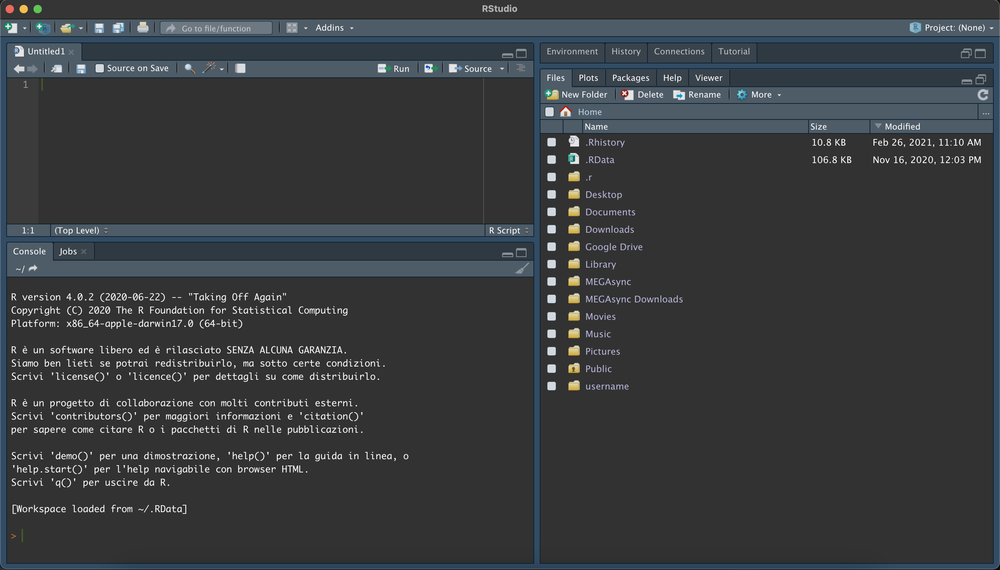 RStudio
Go to file/function
Addins
Project: (None)
Untitled1
Source on Save
Run
Source
1
1:1
(Top Level)
R Script
Console
Jobs
~/
R version 4.0.2 (2020-06-22) -- "Taking Off Again"
Copyright (C) 2020 The R Foundation for Statistical Computing
Platform: x86_64-apple-darwin17.0 (64-bit)
R è un software libero ed è rilasciato SENZA ALCUNA GARANZIA.
Siamo ben lieti se potrai redistribuirlo, ma sotto certe condizioni.
Scrivi 'license()' o 'licence()' per dettagli su come distribuirlo.
R è un progetto di collaborazione con molti contributi esterni.
Scrivi 'contributors()' per maggiori informazioni e 'citation()'
per sapere come citare R o i pacchetti di R nelle pubblicazioni.
Scrivi 'demo()' per una dimostrazione, 'help()' per la guida in linea, o
'help.start()' per l'help navigabile con browser HTML.
Scrivi 'q()' per uscire da R.
[Workspace loaded from ~/.RData]
>
Environment
History
Connections
Tutorial
Files
Plots
Packages
Help
Viewer
New Folder
Delete
Rename
More
Home
...
Name Size Modified
.Rhistory 10.8 KB Feb 26, 2021, 11:10 AM
.RData 106.8 KB Nov 16, 2020, 12:03 PM
.r
Desktop
Documents
Downloads
Google Drive
Library
MEGAsync
MEGAsync Downloads
Movies
Music
Pictures
Public
username